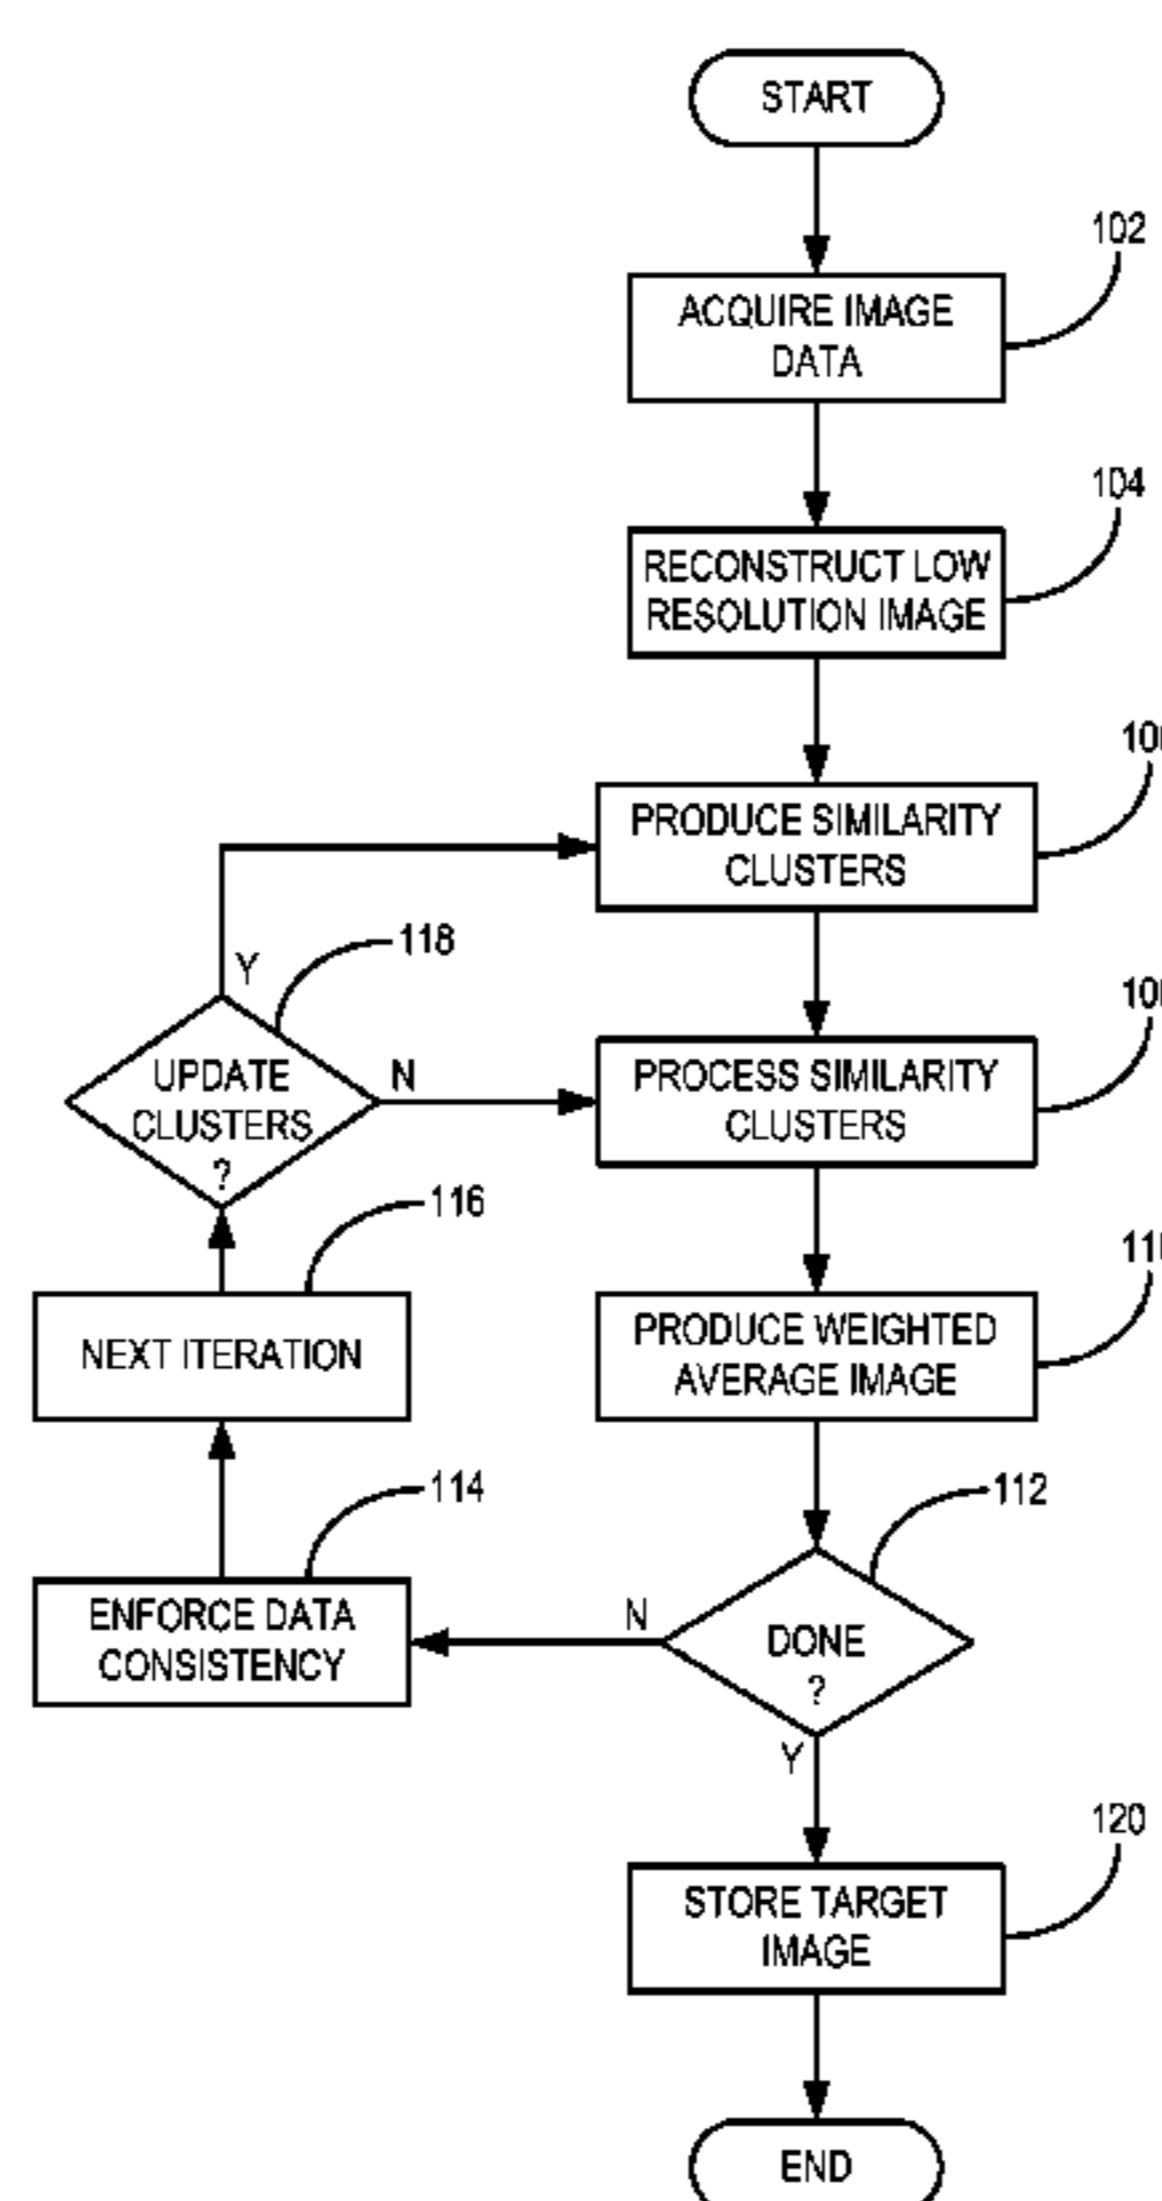 START
102
ACQUIRE IMAGE
DATA
104
RECONSTRUCT LOW
RESOLUTION IMAGE
PRODUCE SIMILARITY
CLUSTERS
118
Y
UPDATE
CLUSTERS
?
N
PROCESS SIMILARITY
CLUSTERS
116
NEXT ITERATION
PRODUCE WEIGHTED
AVERAGE IMAGE
114
112
ENFORCE DATA
CONSISTENCY
N
DONE
?
Y
120
STORE TARGET
IMAGE
END